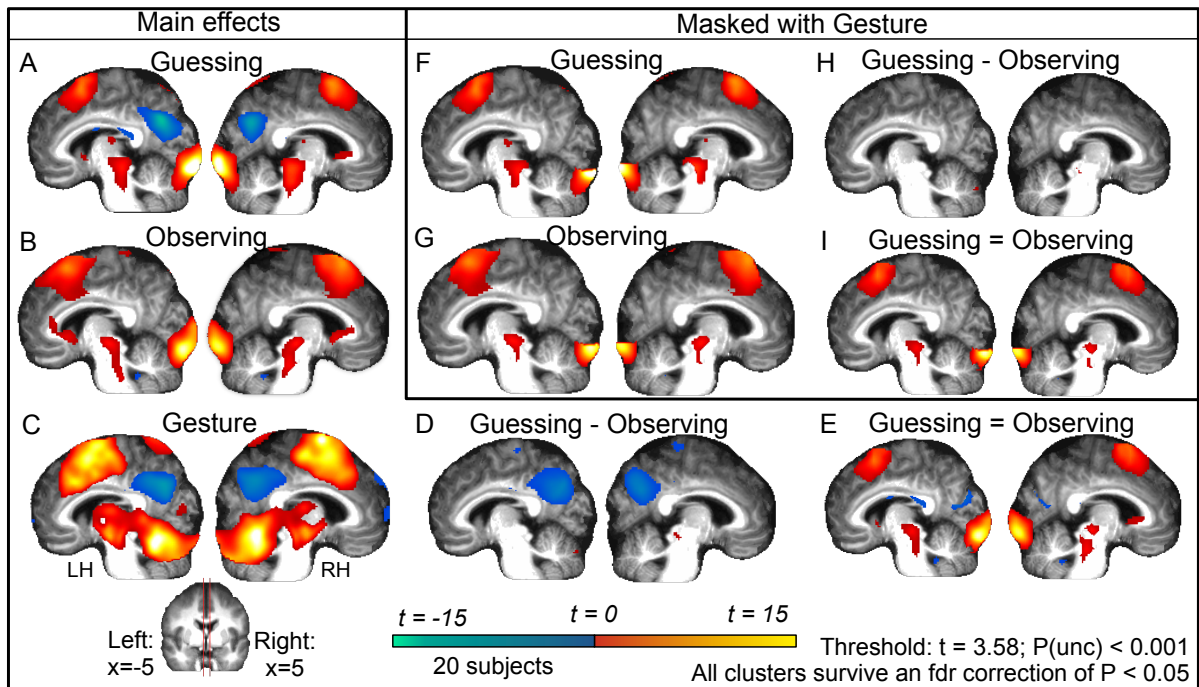 Main effects
Masked with Gesture
A
Guessing
F
Guessing
H
Guessing - Observing
B
Observing
G
Observing
I
Guessing = Observing
C
Gesture
D
Guessing - Observing
E
Guessing = Observing
LH
RH
Left:
x=-5
Right:
x=5
t = -15
t = 0
t = 15
20 subjects
Threshold: t = 3.58; P(unc) < 0.001
All clusters survive an fdr correction of P < 0.05